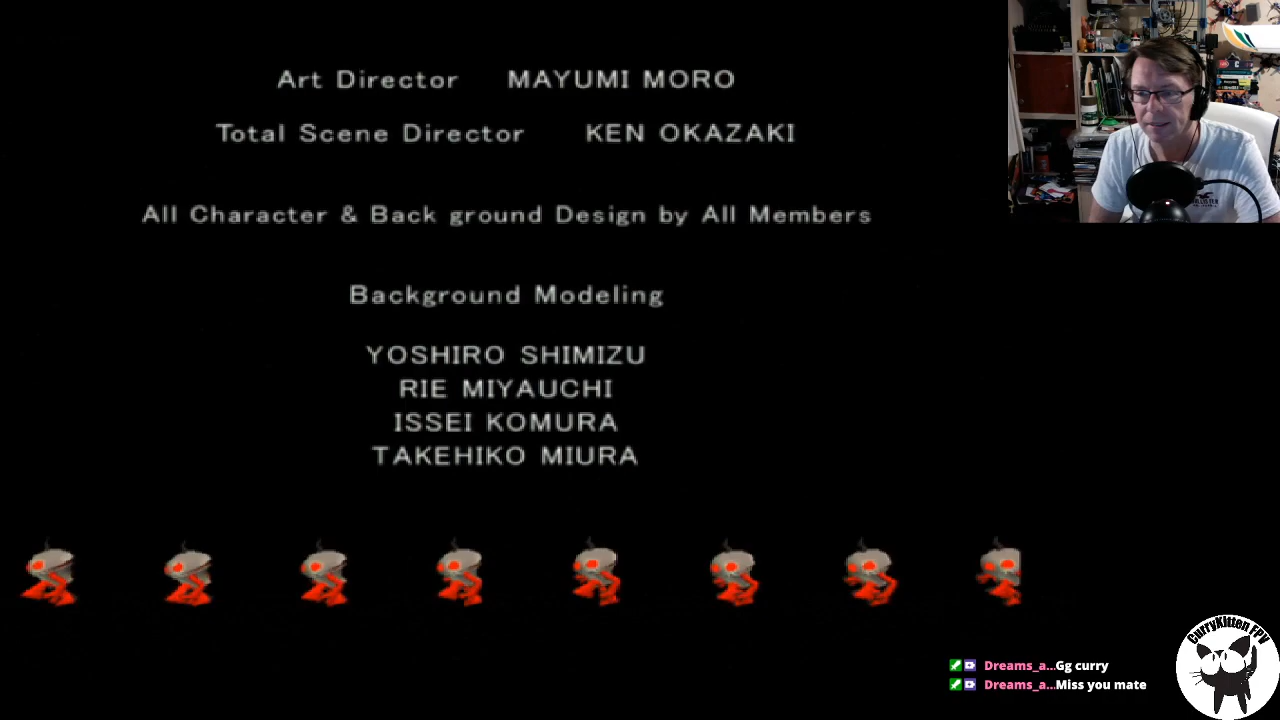 Art Director MAYUMI MORO
Total Scene Director KEN OKAZAKI
All Character & Back ground Design by All Members
Background Modeling
YOSHIRO SHIMIZU
RIE MIYAUCHI
ISSEI KOMURA
TAKEHIKO MIURA
Dreams_a...Gg curry
Dreams_a...Miss you mate
CurryKitten FPV